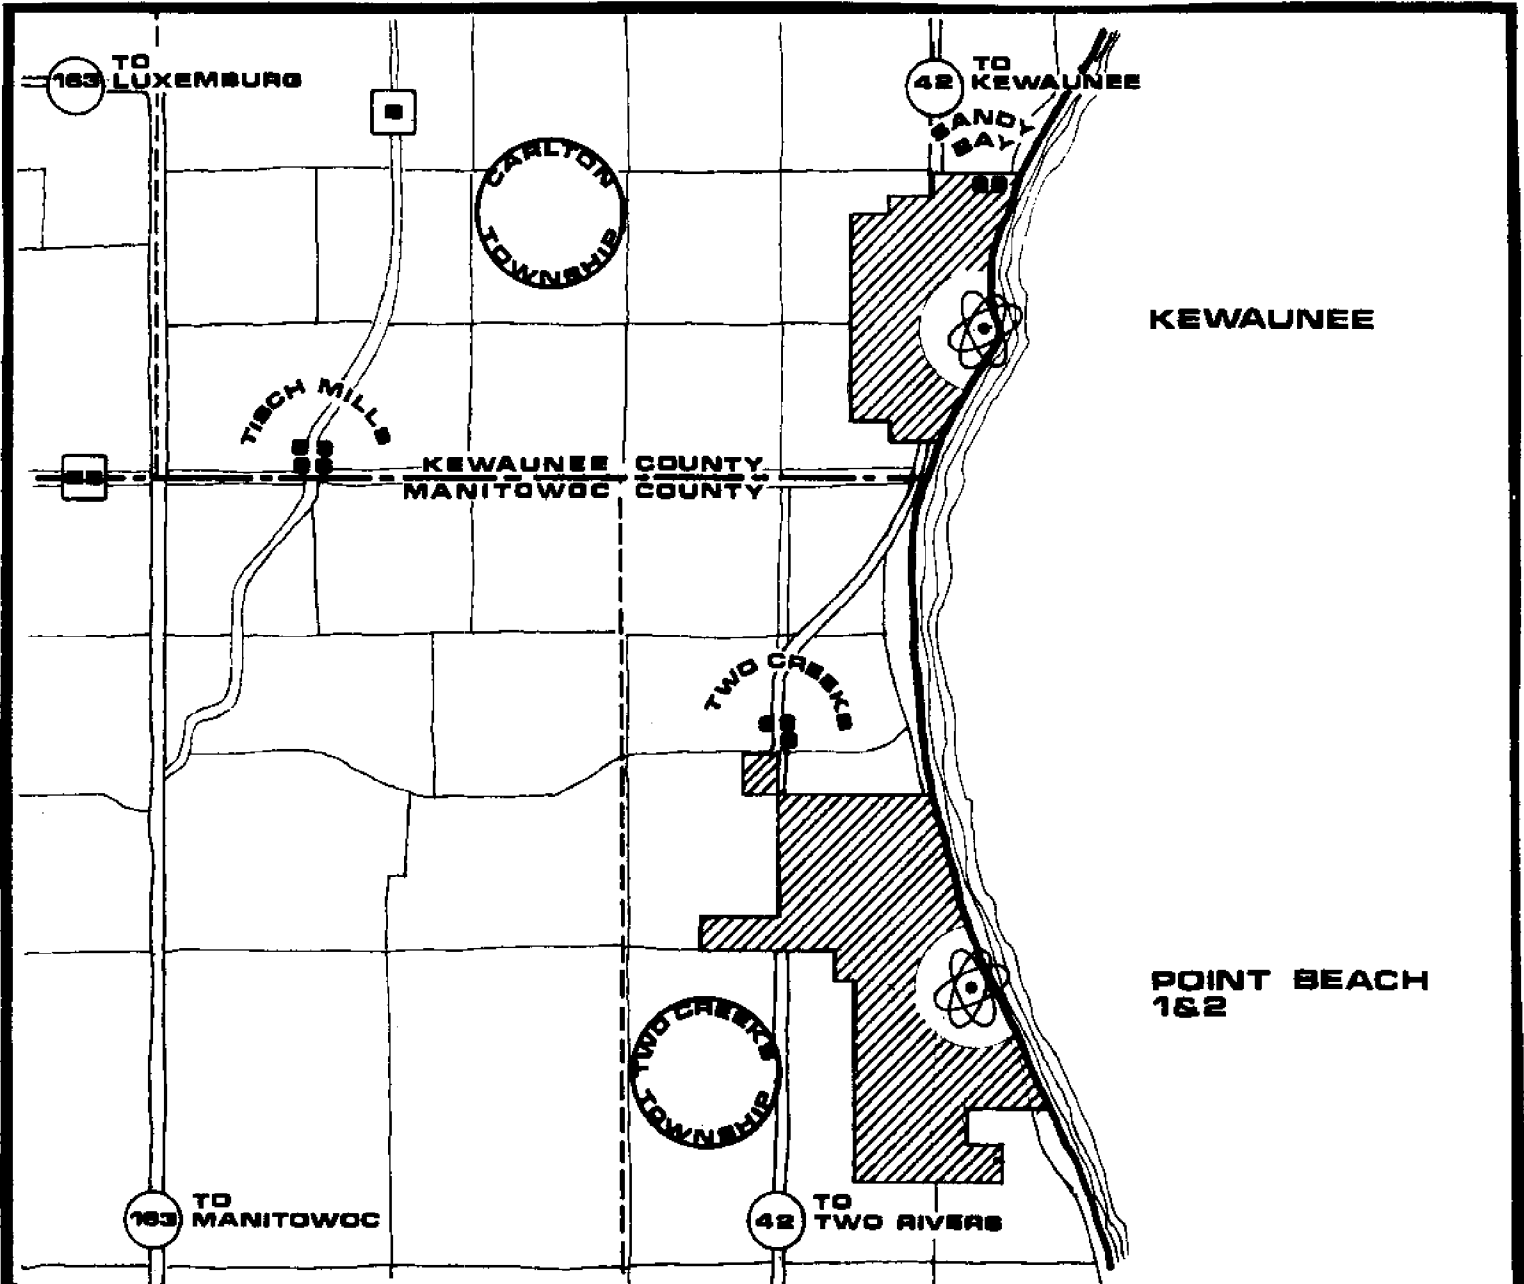 163
TO
LUXEMBURG
42
TO
KEWAUNEE
SANDY
BAY
CARLTON
TOWNSHIP
KEWAUNEE
TISCH MILLS
KEWAUNEE COUNTY
MANITOWOC COUNTY
TWO CREEKS
POINT BEACH
1&2
TWO CREEKS
TOWNSHIP
163
TO
MANITOWOC
42
TO
TWO RIVERS